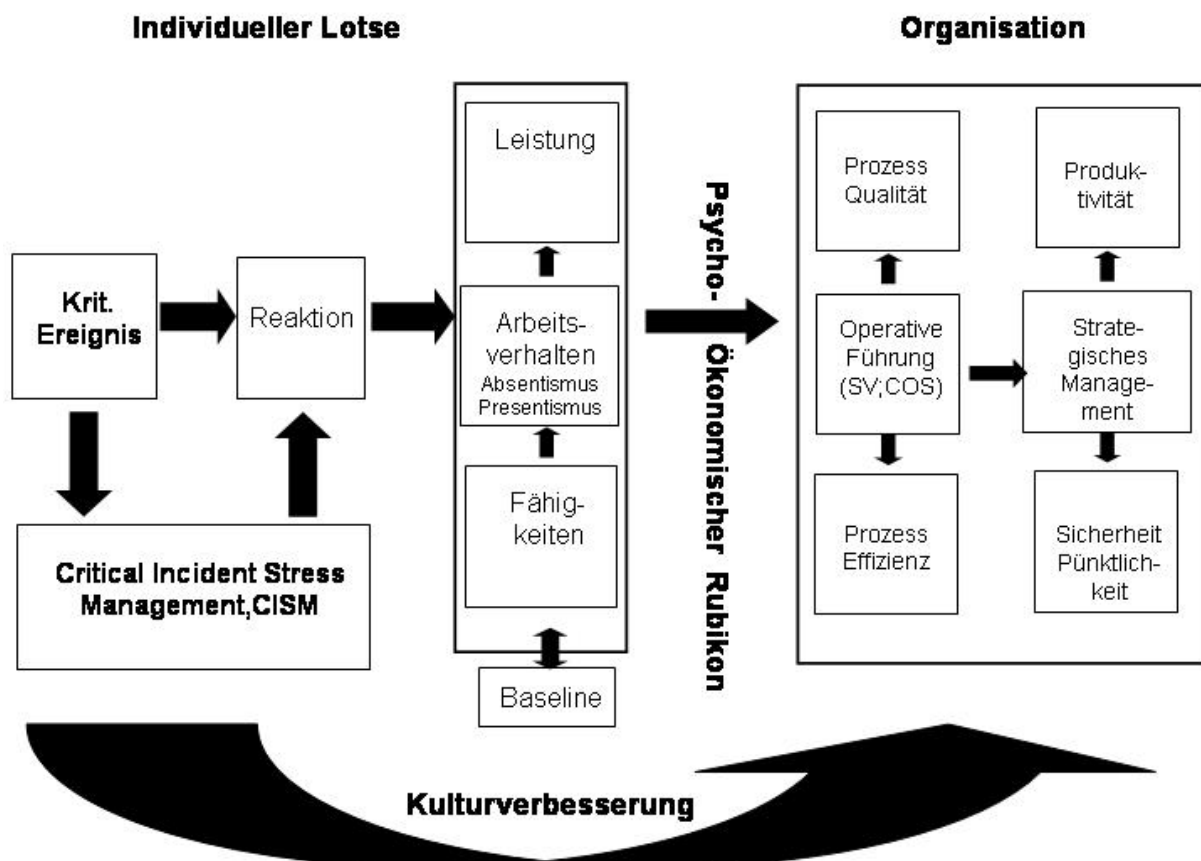 Individueller Lotse
Organisation
Krit.
Ereignis
Reaktion
Critical Incident Stress
Management,CISM
Leistung
Arbeits-
verhalten
Absentismus
Presentismus
Fähig-
keiten
Baseline
Psycho- Ökonomischer Rubikon
Prozess
Qualität
Operative
Führung
(SV;COS)
Prozess
Effizienz
Produk-
tivität
Strate-
gisches
Manage-
ment
Sicherheit
Pünktlich-
keit
Kulturverbesserung